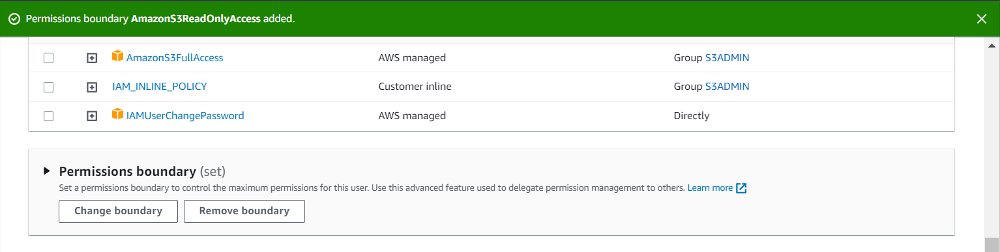 Permissions boundary AmazonS3ReadOnlyAccess added.
AmazonS3FullAccess AWS managed Group S3ADMIN
IAM_INLINE_POLICY Customer inline Group S3ADMIN
IAMUserChangePassword AWS managed Directly
Permissions boundary (set)
Set a permissions boundary to control the maximum permissions for this user. Use this advanced feature used to delegate permission management to others. Learn more
Change boundary Remove boundary